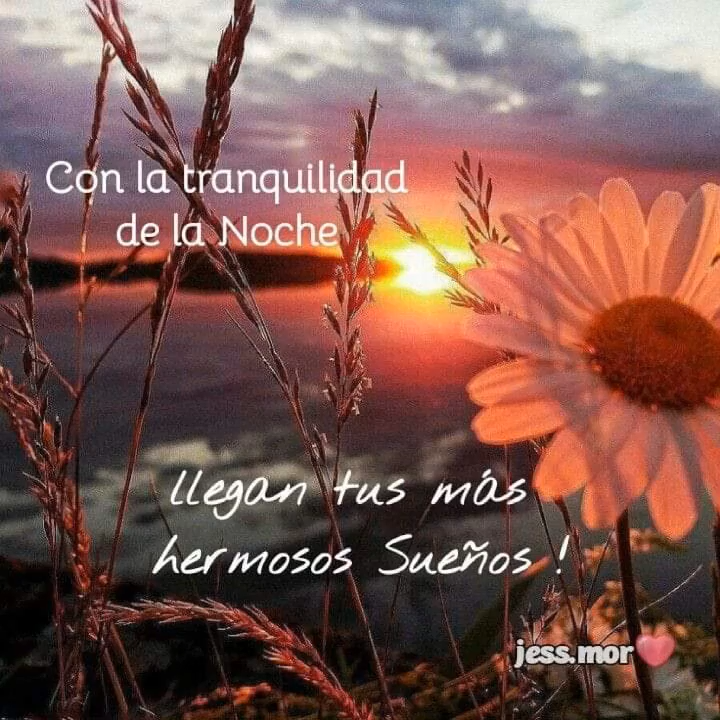 Con la tranquilidad
de la Noche
llegan tus más
hermosos Sueños !
jess.mor